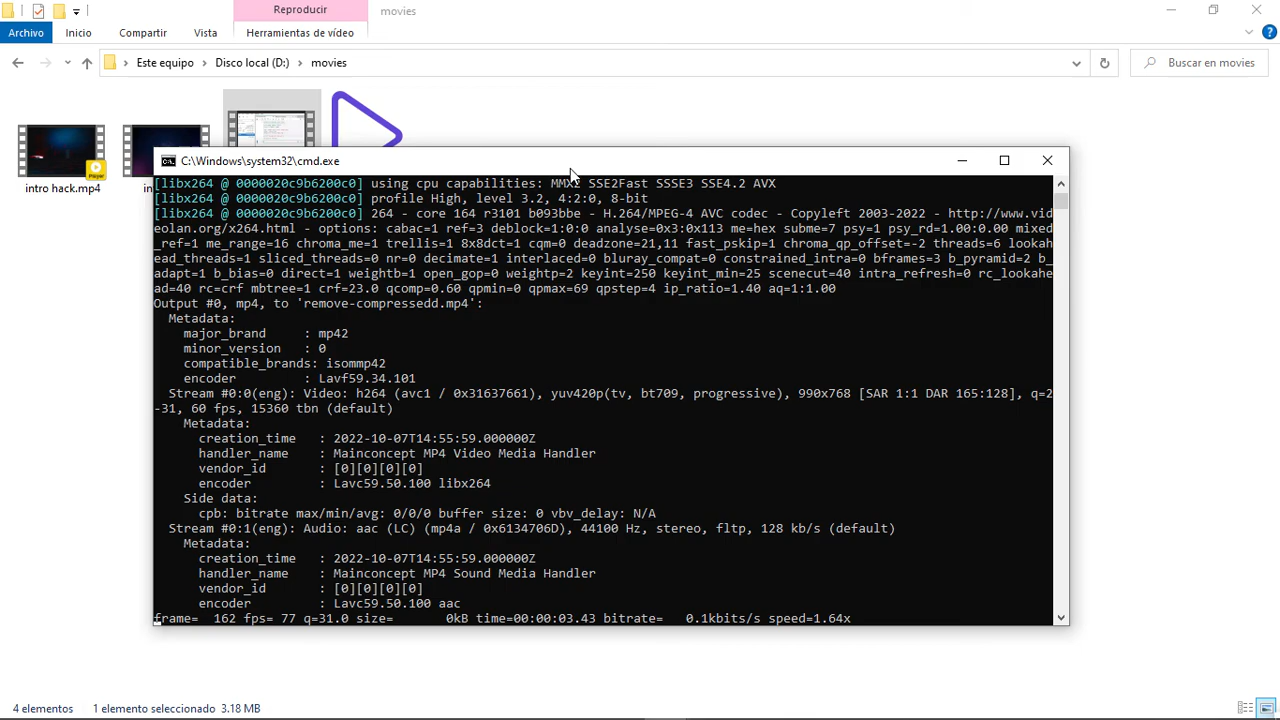 Reproducir
movies
Archivo
Inicio
Compartir
Vista
Herramientas de vídeo
Este equipo
Disco local (D:)
movies
Buscar en movies
intro hack.mp4
in
C:\Windows\system32\cmd.exe
[libx264 @ 0000020c9b6200c0] using cpu capabilities: MMX2 SSE2Fast SSSE3 SSE4.2 AVX
[libx264 @ 0000020c9b6200c0] profile High, level 3.2, 4:2:0, 8-bit
[libx264 @ 0000020c9b6200c0] 264 - core 164 r3101 b093bbe - H.264/MPEG-4 AVC codec - Copyleft 2003-2022 - http://www.vid
eolan.org/x264.html - options: cabac=1 ref=3 deblock=1:0:0 analyse=0x3:0x113 me=hex subme=7 psy=1 psy_rd=1.00:0.00 mixed
_ref=1 me_range=16 chroma_me=1 trellis=1 8x8dct=1 cqm=0 deadzone=21,11 fast_pskip=1 chroma_qp_offset=-2 threads=6 lookah
ead_threads=1 sliced_threads=0 nr=0 decimate=1 interlaced=0 bluray_compat=0 constrained_intra=0 bframes=3 b_pyramid=2 b_
adapt=1 b_bias=0 direct=1 weightb=1 open_gop=0 weightp=2 keyint=250 keyint_min=25 scenecut=40 intra_refresh=0 rc_lookahe
ad=40 rc=crf mbtree=1 crf=23.0 qcomp=0.60 qpmin=0 qpmax=69 qpstep=4 ip_ratio=1.40 aq=1:1.00
Output #0, mp4, to 'remove-compressedd.mp4':
Metadata:
major_brand : mp42
minor_version : 0
compatible_brands: isommp42
encoder : Lavf59.34.101
Stream #0:0(eng): Video: h264 (avc1 / 0x31637661), yuv420p(tv, bt709, progressive), 990x768 [SAR 1:1 DAR 165:128], q=2
-31, 60 fps, 15360 tbn (default)
Metadata:
creation_time : 2022-10-07T14:55:59.000000Z
handler_name : Mainconcept MP4 Video Media Handler
vendor_id : [0][0][0][0]
encoder : Lavc59.50.100 libx264
Side data:
cpb: bitrate max/min/avg: 0/0/0 buffer size: 0 vbv_delay: N/A
Stream #0:1(eng): Audio: aac (LC) (mp4a / 0x6134706D), 44100 Hz, stereo, fltp, 128 kb/s (default)
Metadata:
creation_time : 2022-10-07T14:55:59.000000Z
handler_name : Mainconcept MP4 Sound Media Handler
vendor_id : [0][0][0][0]
encoder : Lavc59.50.100 aac
frame= 162 fps= 77 q=31.0 size= 0kB time=00:00:03.43 bitrate= 0.1kbits/s speed=1.64x
4 elementos
1 elemento seleccionado 3.18 MB